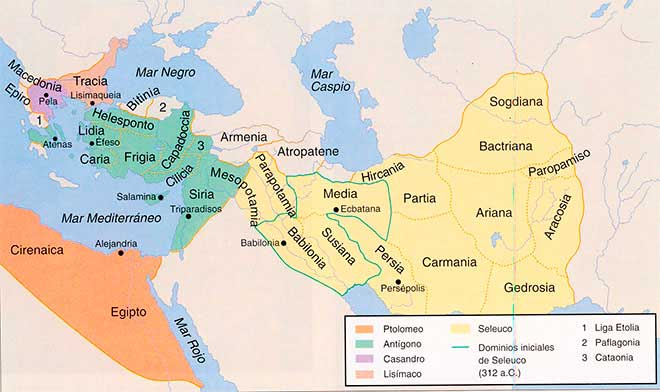 Macedonia
Tracia
Lisimaqueia
Epiro
Pela
1
Bitinia
2
Mar Negro
Mar
Caspio
Helesponto
Capadoccia
3
Lidia
Éfeso
Atenas
Caria
Frigia
Cilicia
Armenia
Atropatene
Sogdiana
Bactriana
Paropamiso
Hircania
Mesopotamia
Parapotamia
Media
Ecbatana
Partia
Ariana
Aracosia
Salamina
Siria
Triparadisos
Mar Mediterráneo
Cirenaica
Alejandria
Babilonia
Babilonia
Susiana
Persia
Persépolis
Carmania
Gedrosia
Egipto
Mar Rojo
Ptolomeo
Antígono
Casandro
Lisímaco
Seleuco
Dominios iniciales
de Seleuco
(312 a.C.)
1 Liga Etolia
2 Paflagonia
3 Cataonia